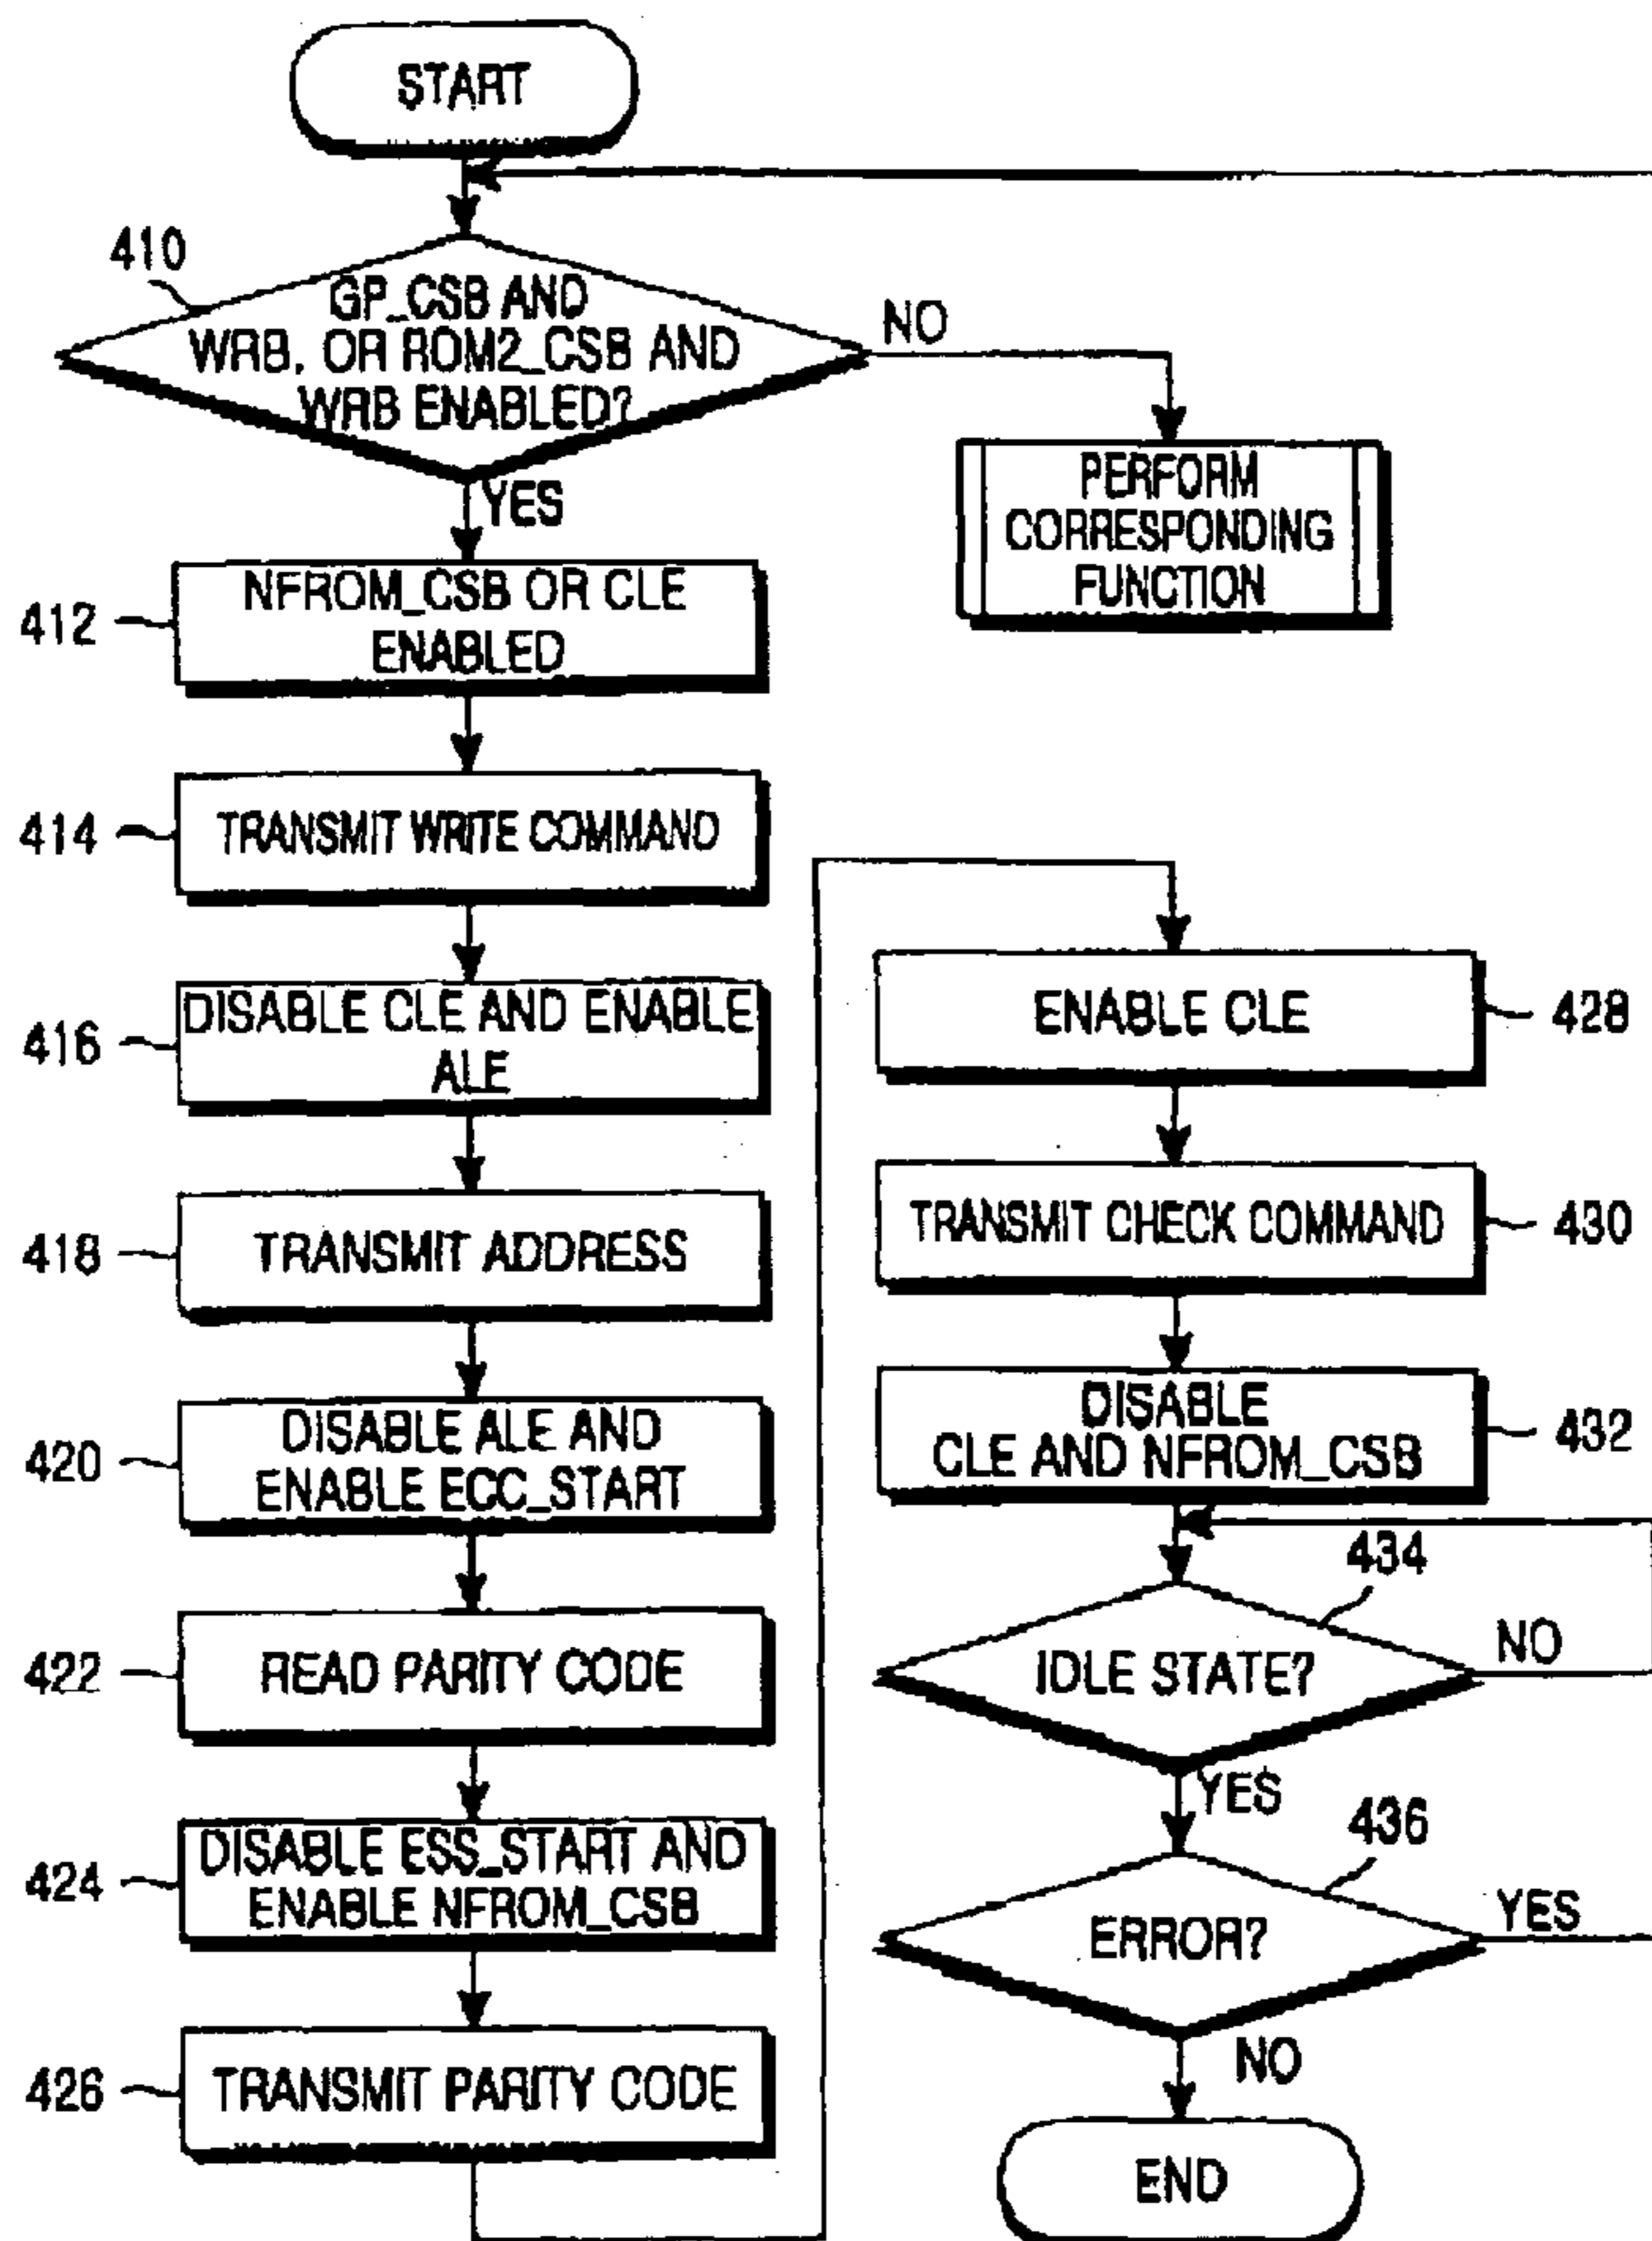 START
410
GP_CSB AND
WRB, OR ROM2_CSB AND
WRB ENABLED?
NO
YES
PERFORM
CORRESPONDING
FUNCTION
412
NFROM_CSB OR CLE
ENABLED
414
TRANSMIT WRITE COMMAND
416
DISABLE CLE AND ENABLE
ALE
418
TRANSMIT ADDRESS
420
DISABLE ALE AND
ENABLE ECC_START
422
READ PARITY CODE
424
DISABLE ESS_START AND
ENABLE NFROM_CSB
426
TRANSMIT PARITY CODE
ENABLE CLE
428
TRANSMIT CHECK COMMAND
430
DISABLE
CLE AND NFROM_CSB
432
434
IDLE STATE?
NO
YES
436
ERROR?
YES
NO
END